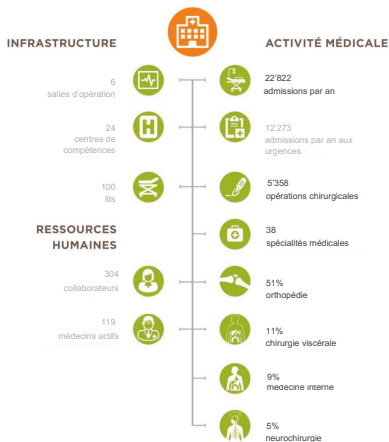 INFRASTRUCTURE
6
salles d'opération
24
centres de
compétences
100
lits
RESSOURCES
HUMAINES
304
collaborateurs
119
médecins actifs
ACTIVITÉ MÉDICALE
22'822
admissions par an
12'273
admissions par an aux
urgences
5'358
opérations chirurgicales
38
spécialités médicales
51%
orthopédie
11%
chirurgie viscérale
9%
médecine interne
5%
neurochirurgie